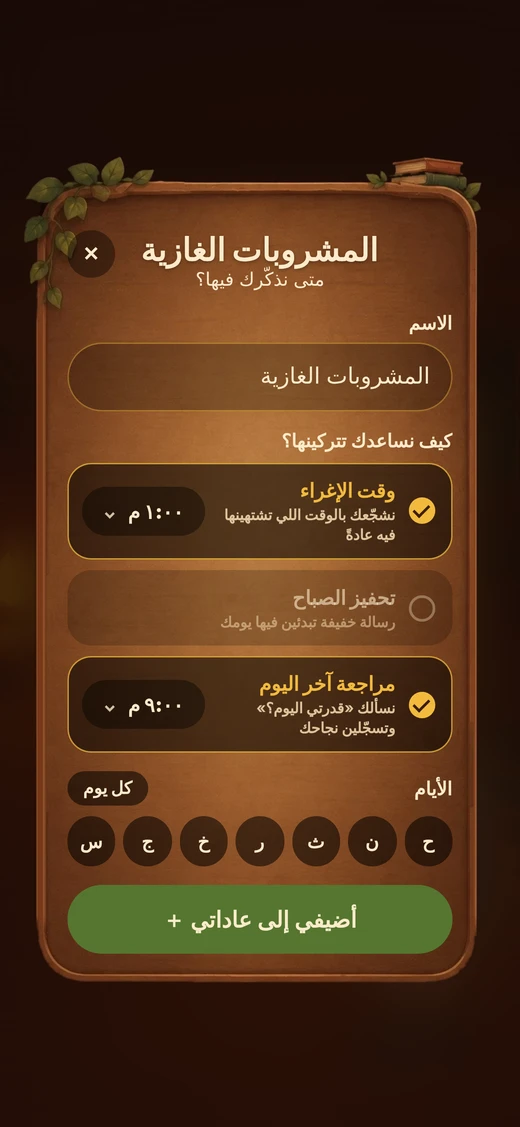 المشروبات الغازية
متى نذكّرك فيها؟
الاسم
المشروبات الغازية
كيف نساعدك تتركينها؟
وقت الإغراء
نشجّعك بالوقت اللي تشتهينها
فيه عادةً
١:٠٠ م
تحفيز الصباح
رسالة خفيفة تبدئين فيها يومك
مراجعة آخر اليوم
نسألك «قدرتي اليوم؟»
وتسجّلين نجاحك
٩:٠٠ م
الأيام
كل يوم
ح ن ث ر خ ج س
أضيفي إلى عاداتي +